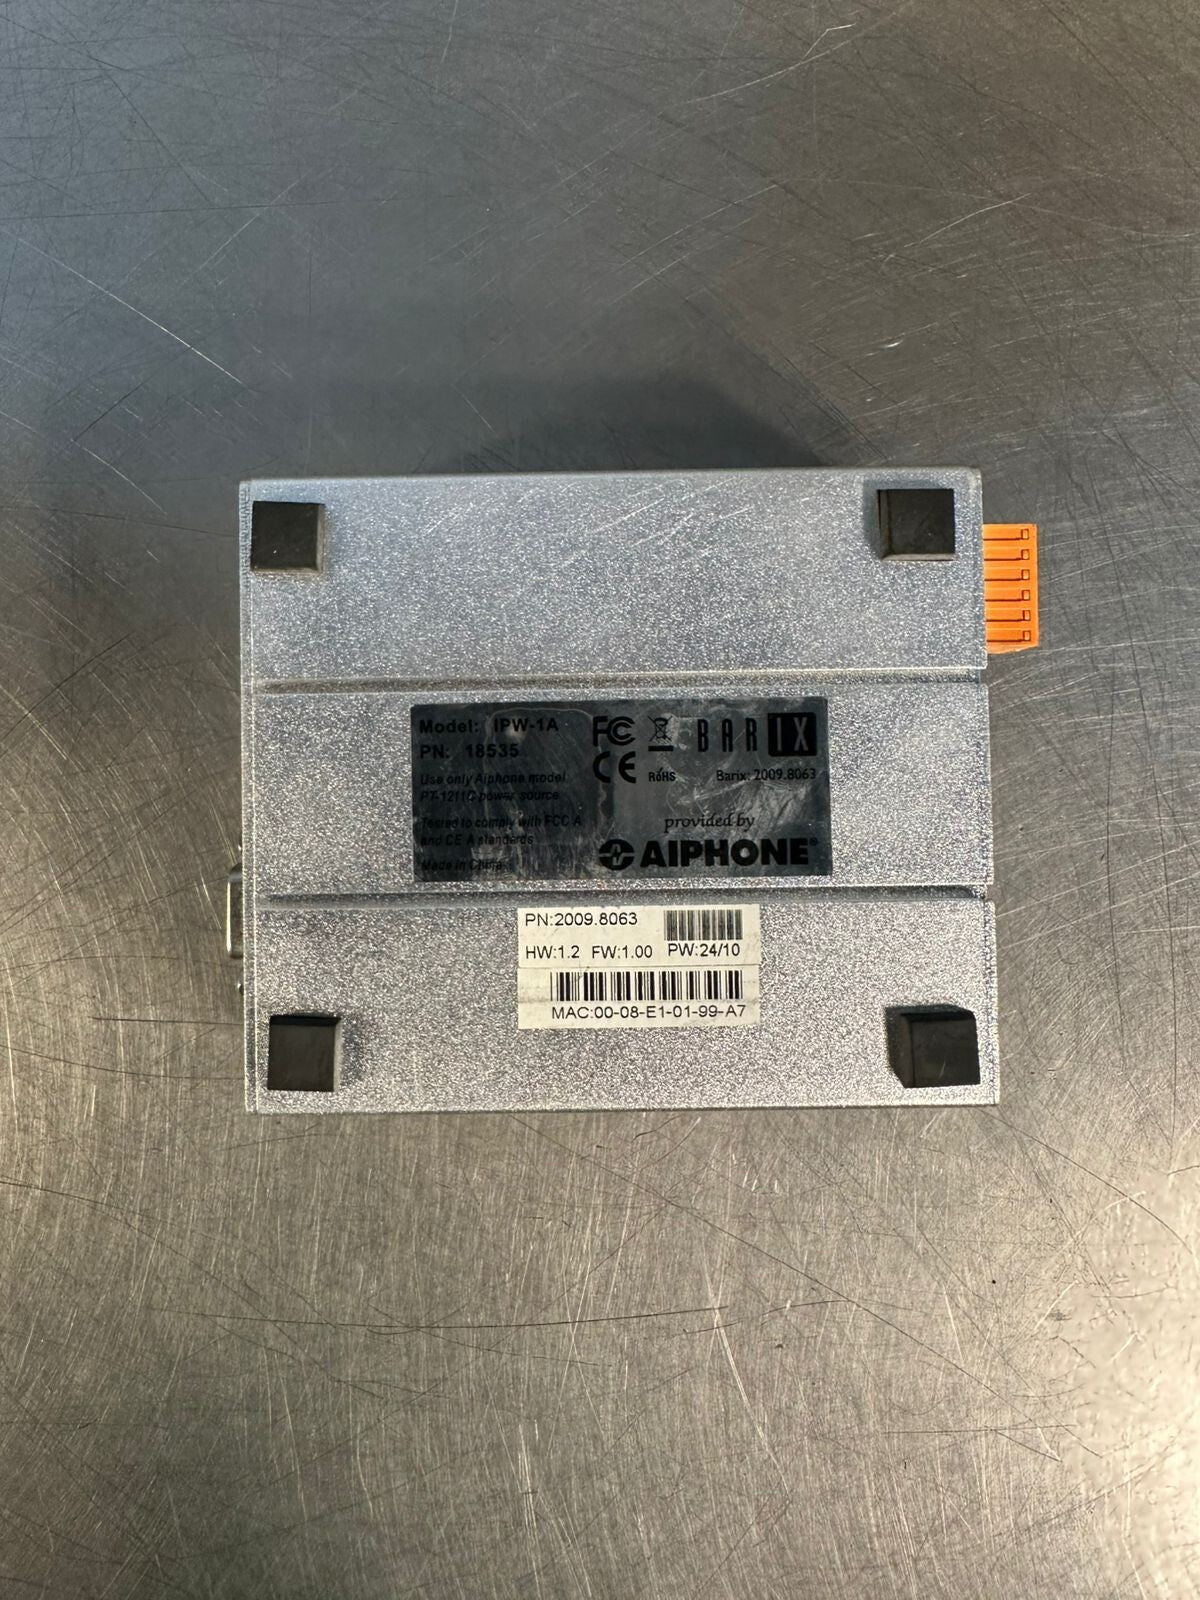 Model: IPW-1A
PN: 18535
Use only Aiphone model
PT-1211C power source
Tested to comply with FCC A
and CE A standards
Made in China
FC
CE
RoHS
BARIX
Barix: 2009.8063
provided by
AIPHONE®
PN:2009.8063
HW:1.2 FW:1.00 PW:24/10
MAC:00-08-E1-01-99-A7